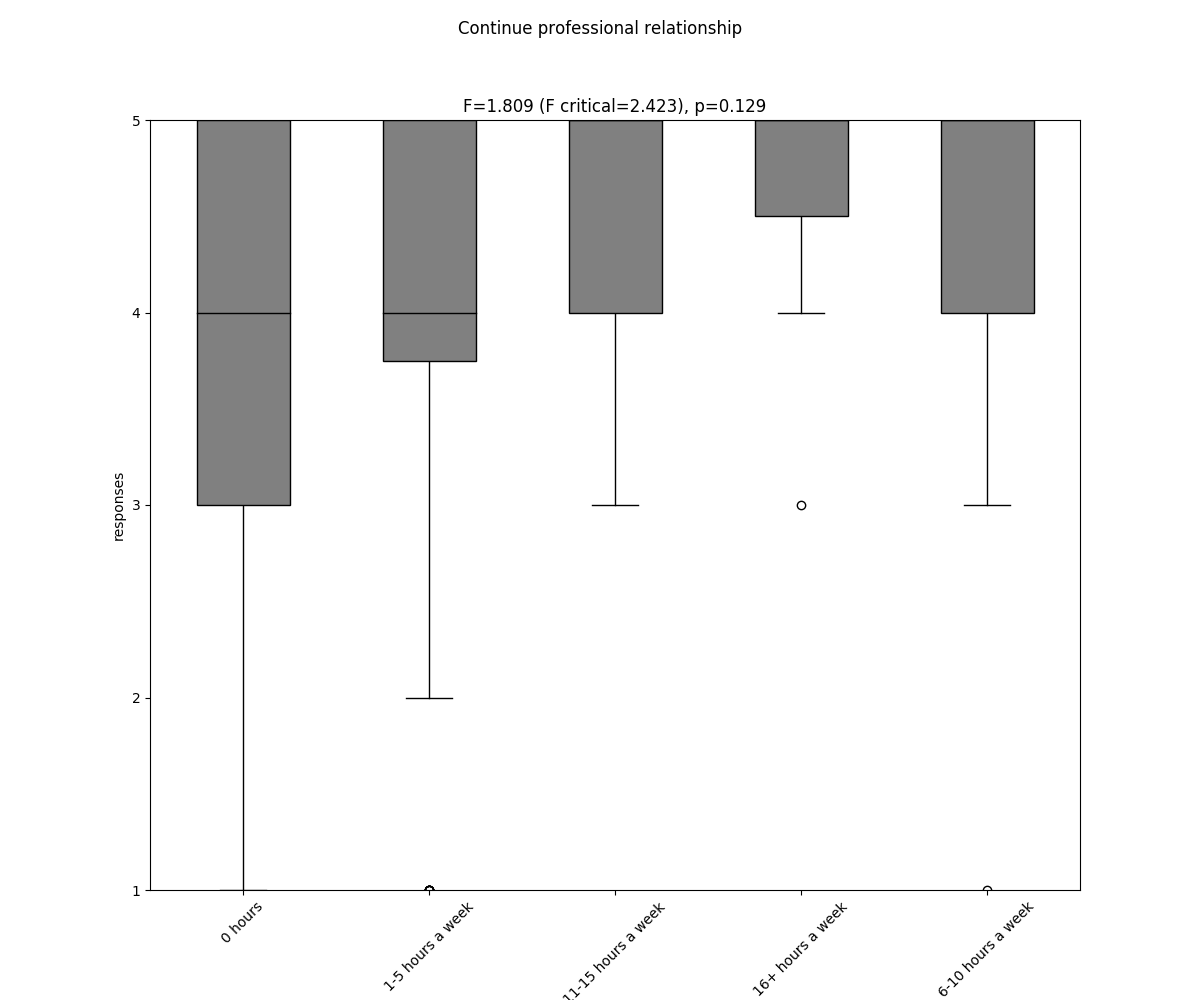 Continue professional relationship
F=1.809 (F critical=2.423), p=0.129
5
4
3
2
1
responses
0 hours
1-5 hours a week
11-15 hours a week
16+ hours a week
6-10 hours a week